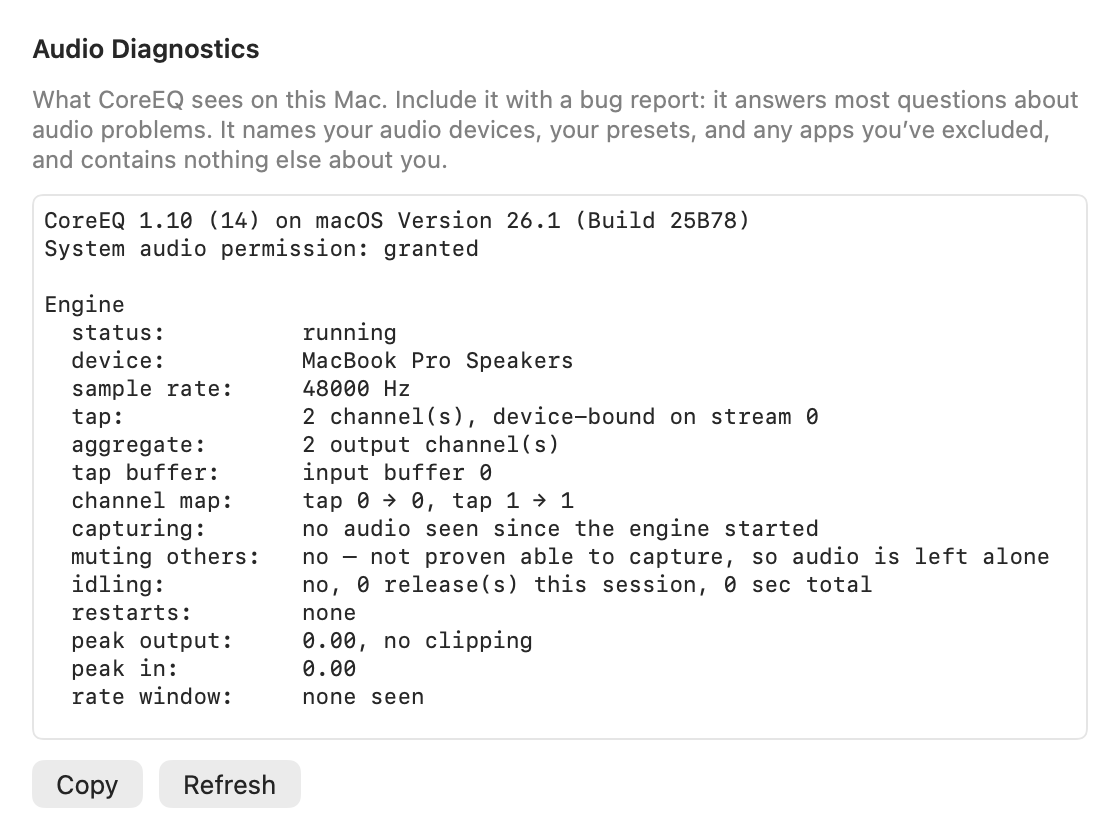 Audio Diagnostics
What CoreEQ sees on this Mac. Include it with a bug report: it answers most questions about
audio problems. It names your audio devices, your presets, and any apps you’ve excluded,
and contains nothing else about you.
CoreEQ 1.10 (14) on macOS Version 26.1 (Build 25B78)
System audio permission: granted

Engine
  status:          running
  device:          MacBook Pro Speakers
  sample rate:     48000 Hz
  tap:             2 channel(s), device-bound on stream 0
  aggregate:       2 output channel(s)
  tap buffer:      input buffer 0
  channel map:     tap 0 → 0, tap 1 → 1
  capturing:       no audio seen since the engine started
  muting others:   no — not proven able to capture, so audio is left alone
  idling:          no, 0 release(s) this session, 0 sec total
  restarts:        none
  peak output:     0.00, no clipping
  peak in:         0.00
  rate window:     none seen
Copy Refresh